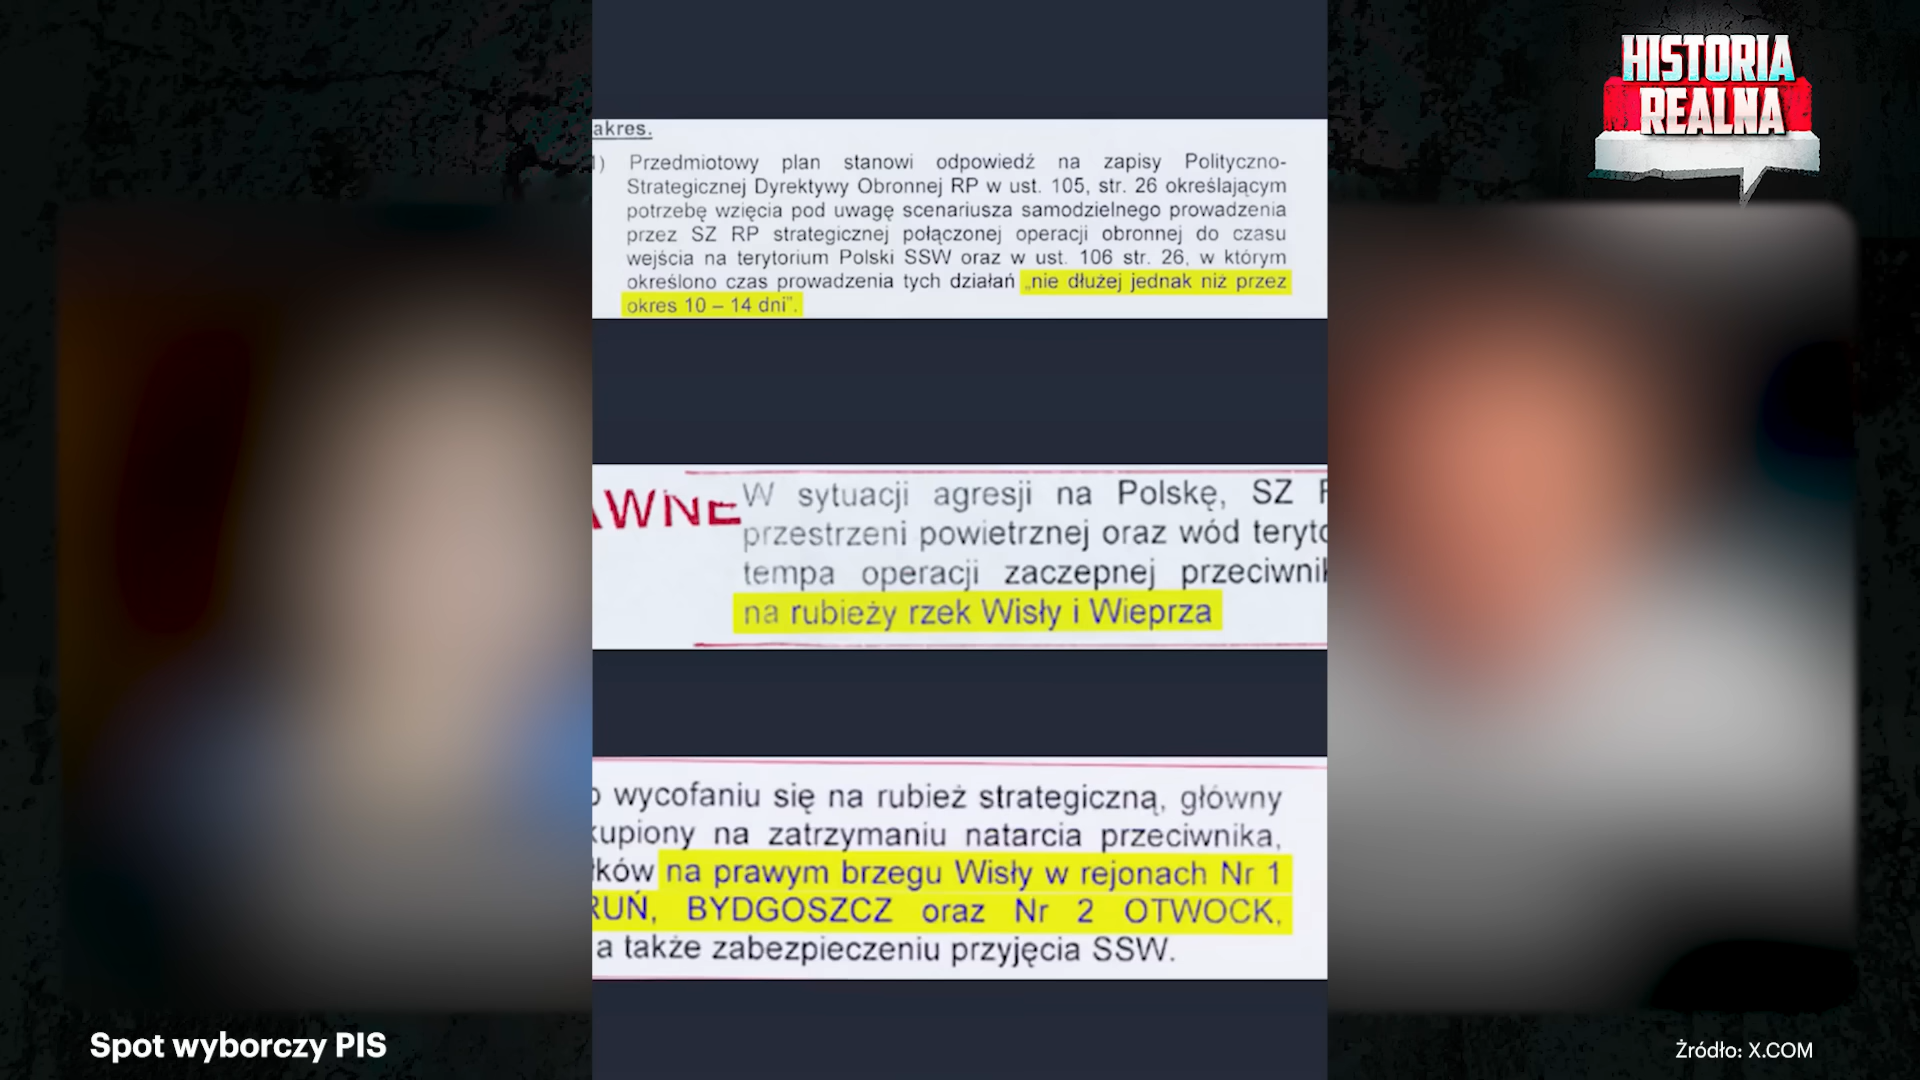 HISTORIA
REALNA
akres.
1) Przedmiotowy plan stanowi odpowiedź na zapisy Polityczno-
Strategicznej Dyrektywy Obronnej RP w ust. 105, str. 26 określającym
potrzebę wzięcia pod uwagę scenariusza samodzielnego prowadzenia
przez SZ RP strategicznej połączonej operacji obronnej do czasu
wejścia na terytorium Polski SSW oraz w ust. 106 str. 26, w którym
określono czas prowadzenia tych działań „nie dłużej jednak niż przez
okres 10 – 14 dni”.
AWNE
W sytuacji agresji na Polskę, SZ
przestrzeni powietrznej oraz wód teryto
tempa operacji zaczepnej przeciwnik
na rubieży rzek Wisły i Wieprza
o wycofaniu się na rubież strategiczną, główny
kupiony na zatrzymaniu natarcia przeciwnika,
łków na prawym brzegu Wisły w rejonach Nr 1
RUŃ, BYDGOSZCZ oraz Nr 2 OTWOCK,
a także zabezpieczeniu przyjęcia SSW.
Spot wyborczy PIS
Źródło: X.COM